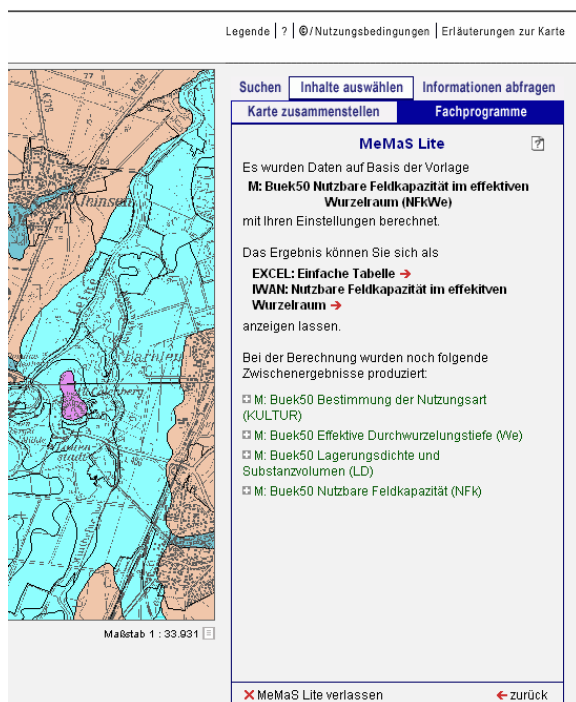 Legende | ? | ©/Nutzungsbedingungen | Erläuterungen zur Karte
Suchen Inhalte auswählen Informationen abfragen
Karte zusammenstellen Fachprogramme
MeMaS Lite ?
Es wurden Daten auf Basis der Vorlage
M: Buek50 Nutzbare Feldkapazität im effektiven
Wurzelraum (NFkWe)
mit Ihren Einstellungen berechnet.
Das Ergebnis können Sie sich als
EXCEL: Einfache Tabelle
IWAN: Nutzbare Feldkapazität im effekitven
Wurzelraum
anzeigen lassen.
Bei der Berechnung wurden noch folgende
Zwischenergebnisse produziert:
M: Buek50 Bestimmung der Nutzungsart
(KULTUR)
M: Buek50 Effektive Durchwurzelungstiefe (We)
M: Buek50 Lagerungsdichte und
Substanzvolumen (LD)
M: Buek50 Nutzbare Feldkapazität (NFk)
MeMaS Lite verlassen zurück
77
K 202
Leine
Maßstab 1 : 33.931